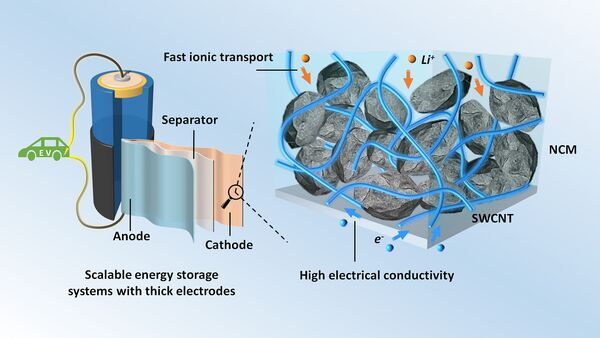 Fast ionic transport
Li⁺
Separator
EV
NCM
SWCNT
Anode
Cathode
e⁻
High electrical conductivity
Scalable energy storage
systems with thick electrodes